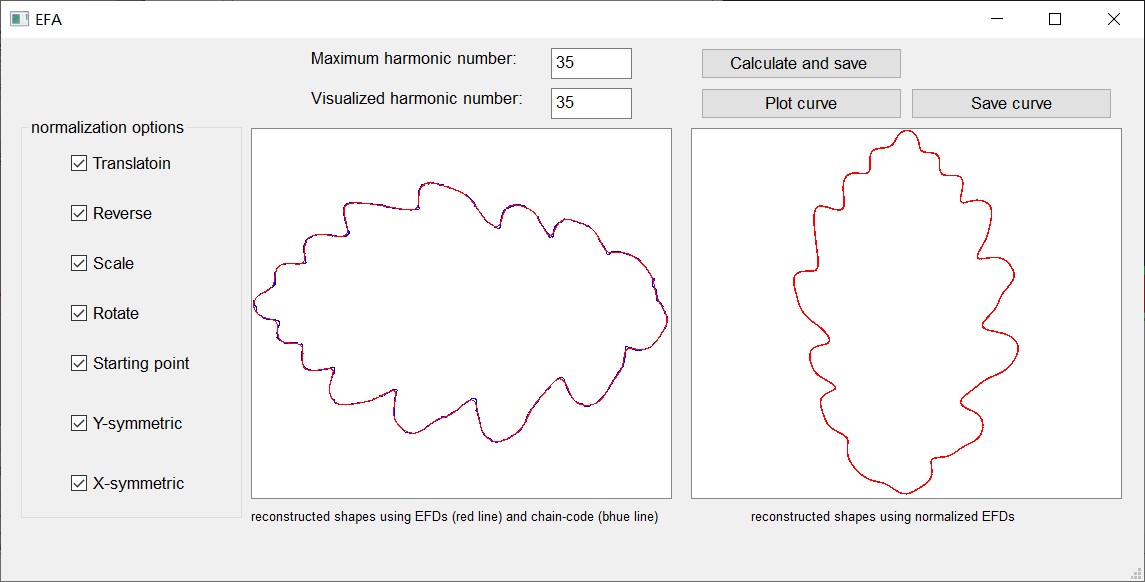 EFA
Maximum harmonic number:
35
Calculate and save
Visualized harmonic number:
35
Plot curve
Save curve
normalization options
Translatoin
Reverse
Scale
Rotate
Starting point
Y-symmetric
X-symmetric
reconstructed shapes using EFDs (red line) and chain-code (bhue line)
reconstructed shapes using normalized EFDs